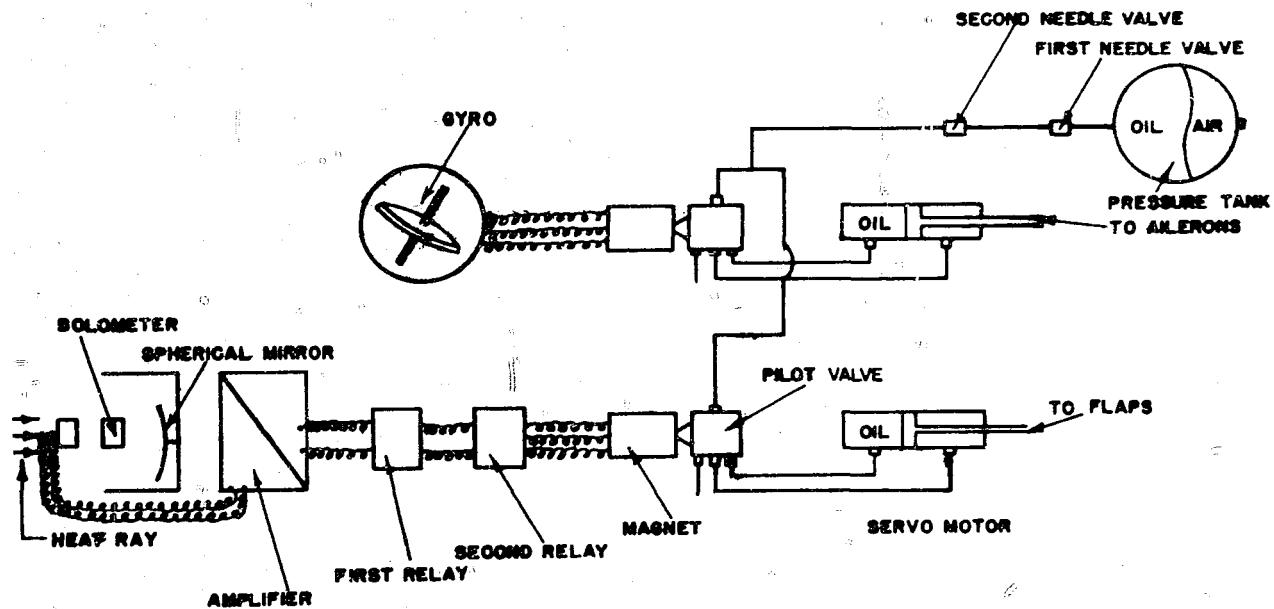 SECOND NEEDLE VALVE
FIRST NEEDLE VALVE
GYRO
OIL
AIR
PRESSURE TANK
OIL
TO AILERONS
BOLOMETER
SPHERICAL MIRROR
PILOT VALVE
TO FLAPS
OIL
MAGNET
SERVO MOTOR
HEAT RAY
SECOND RELAY
FIRST RELAY
AMPLIFIER